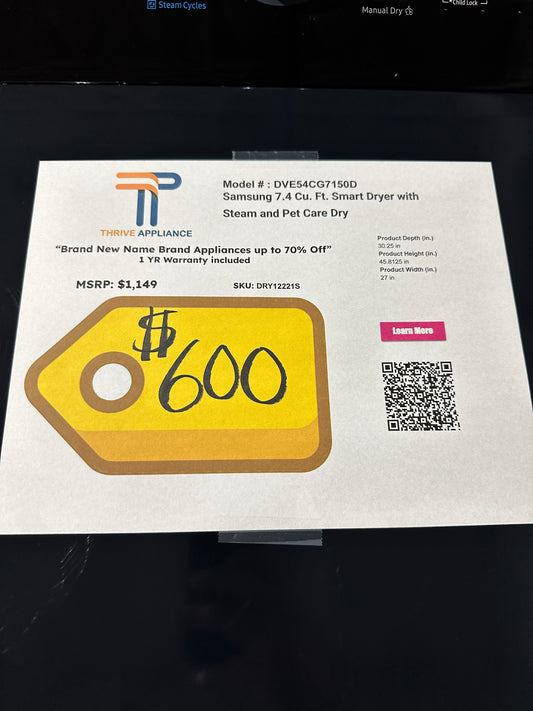 Steam Cycles
Manual Dry
Child Lock
TP
THRIVE APPLIANCE
Model # : DVE54CG7150D
Samsung 7.4 Cu. Ft. Smart Dryer with
Steam and Pet Care Dry
“Brand New Name Brand Appliances up to 70% Off”
1 YR Warranty included
Product Depth (in.)
30.25 in
Product Height (in.)
45.8125 in
Product Width (in.)
27 in
MSRP: $1,149
SKU: DRY12221S
Learn More
$600